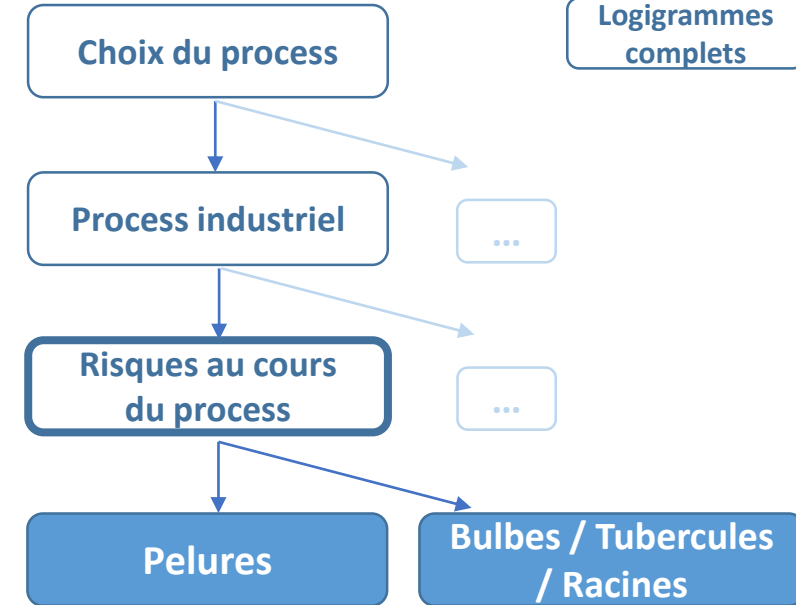 Logigrammes
complets
Choix du process
Process industriel
...
Risques au cours
du process
...
Pelures
Bulbes / Tubercules
/ Racines